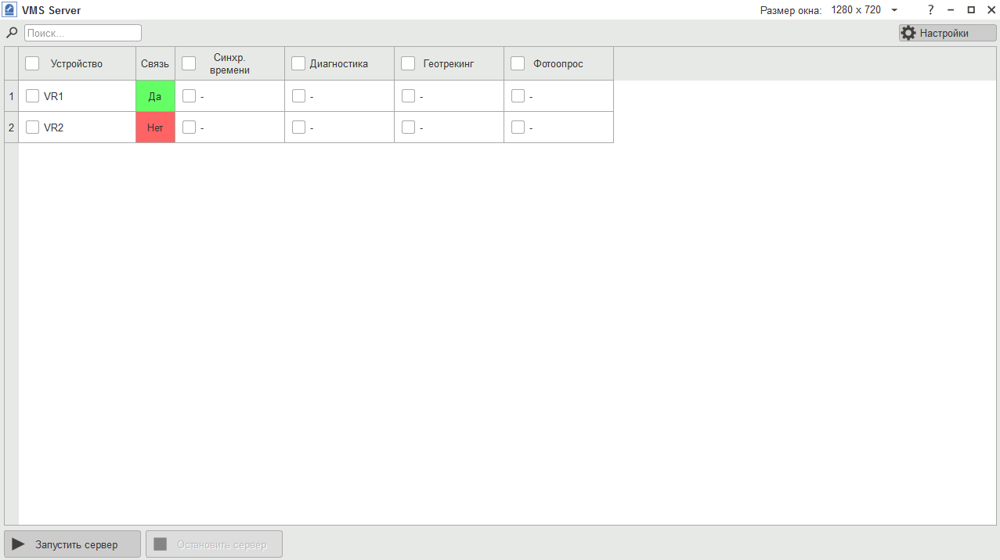 VMS Server
Размер окна: 1280 x 720
?
Поиск...
Настройки
Устройство Связь Синхр. времени Диагностика Геотрекинг Фотоопрос
1 VR1 Да - - - -
2 VR2 Нет - - - -
Запустить сервер Остановить сервер